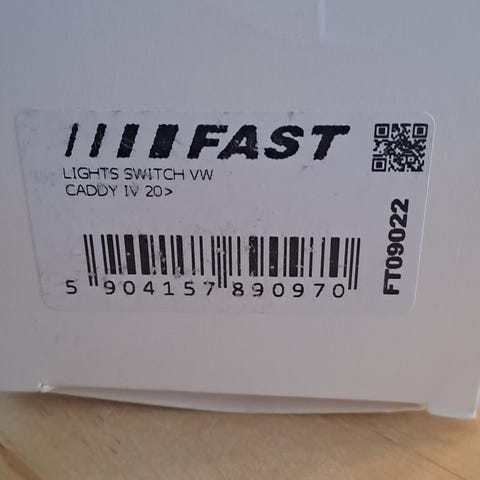 FAST
LIGHTS SWITCH VW
CADDY IV 20>
5 904157 890970
FT09022